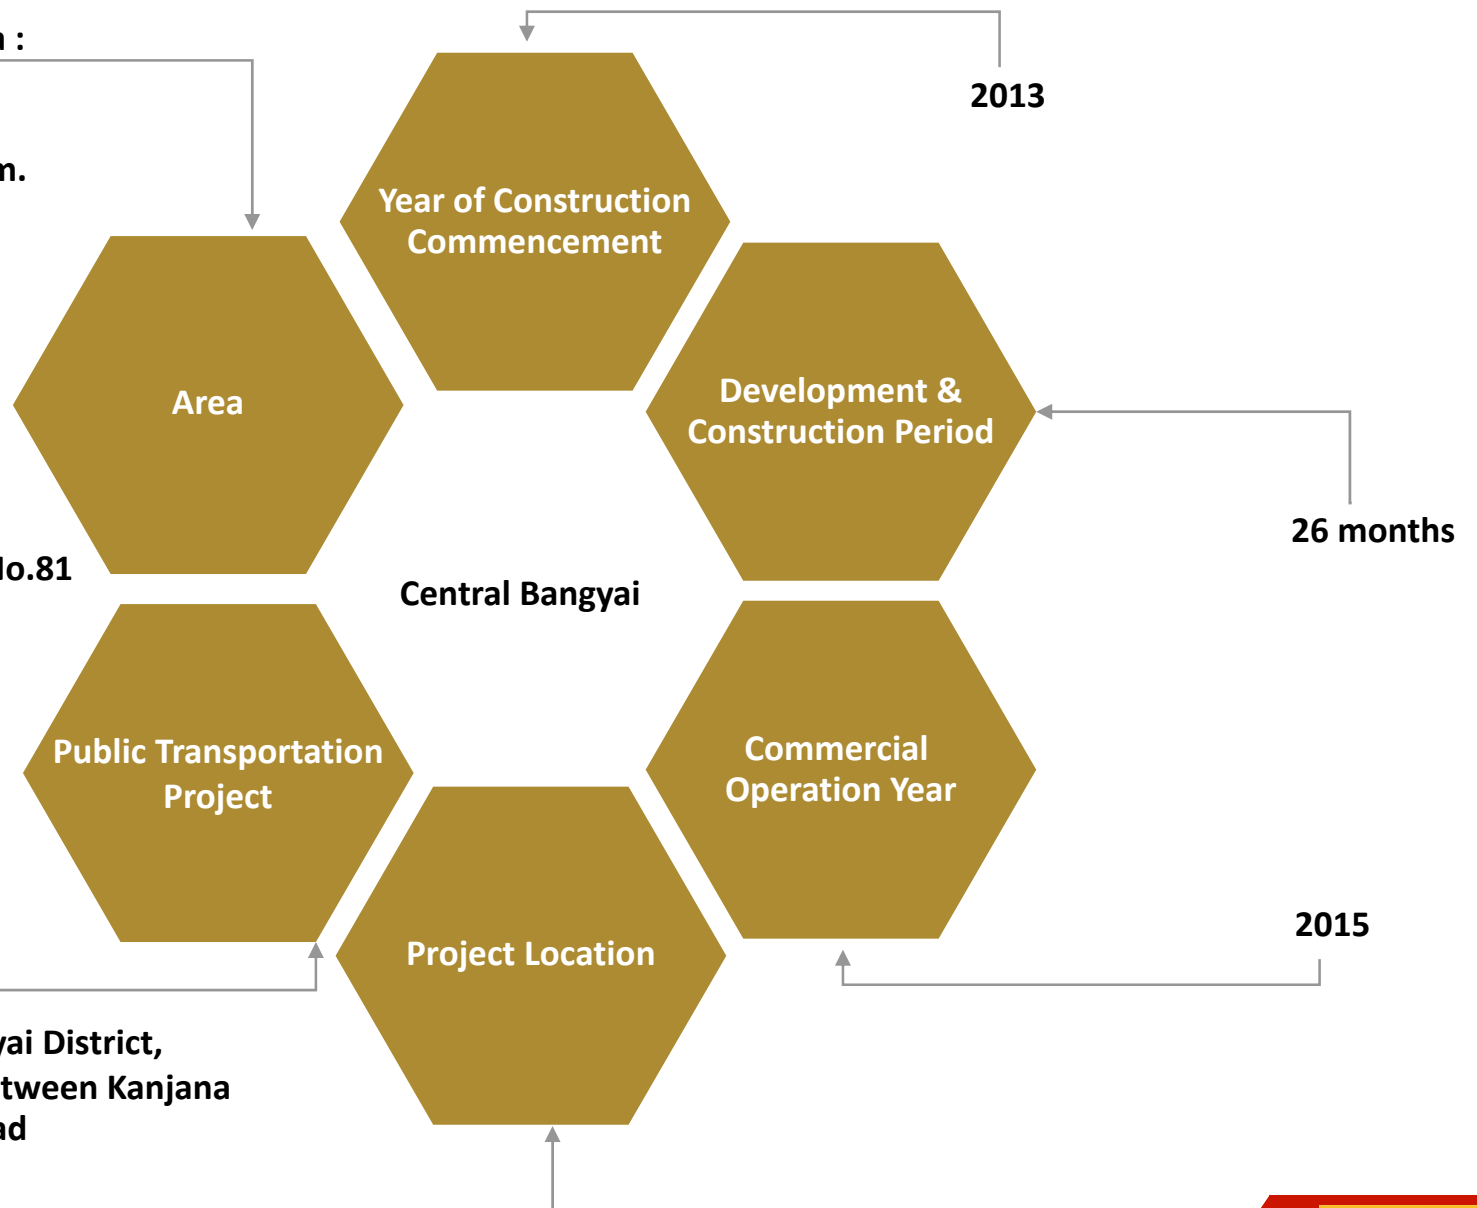 :
2013
m.
Year of Construction
Commencement
Area
Development &
Construction Period
26 months
No.81
Central Bangyai
Public Transportation
Project
Commercial
Operation Year
2015
Project Location
yai District,
tween Kanjana
ad